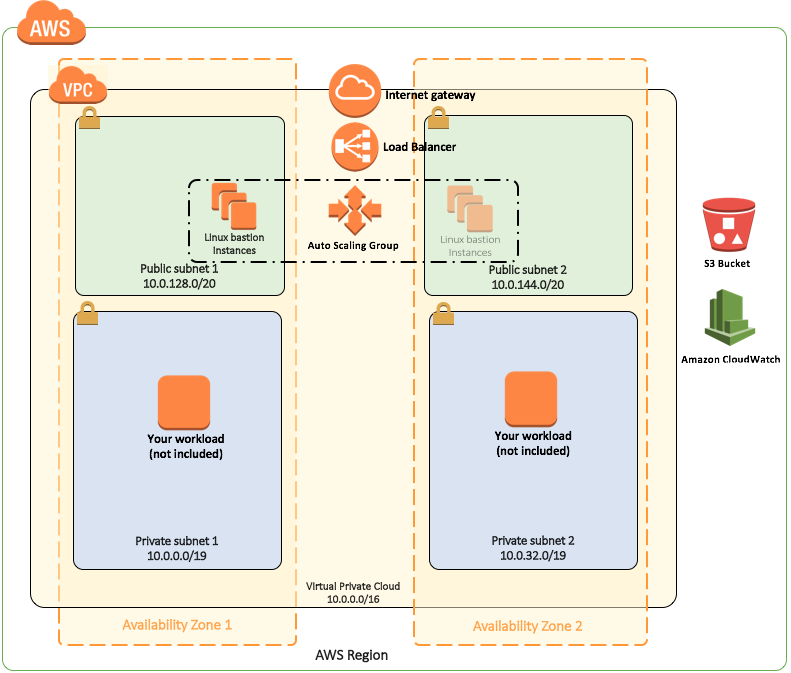 AWS
VPC
Internet gateway
Load Balancer
Linux bastion
Instances
Auto Scaling Group
Linux bastion
Instances
Public subnet 1
10.0.128.0/20
Public subnet 2
10.0.144.0/20
S3 Bucket
Amazon CloudWatch
Your workload
(not included)
Your workload
(not included)
Private subnet 1
10.0.0.0/19
Private subnet 2
10.0.32.0/19
Virtual Private Cloud
10.0.0.0/16
Availability Zone 1
Availability Zone 2
AWS Region